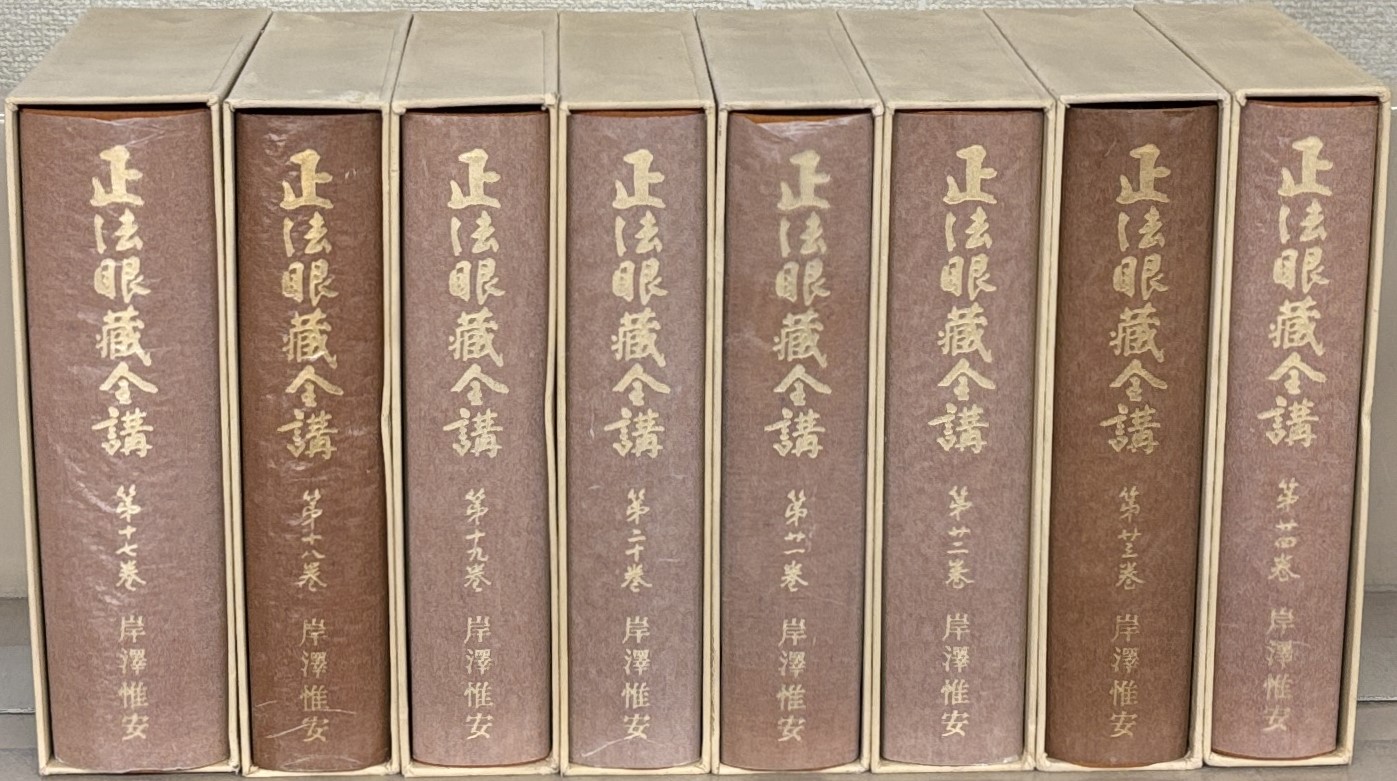 正法眼藏全講 第十七巻 岸澤惟安
正法眼藏全講 第十八巻 岸澤惟安
正法眼藏全講 第十九巻 岸澤惟安
正法眼藏全講 第二十巻 岸澤惟安
正法眼藏全講 第廿一巻 岸澤惟安
正法眼藏全講 第廿二巻 岸澤惟安
正法眼藏全講 第廿三巻 岸澤惟安
正法眼藏全講 第廿四巻 岸澤惟安